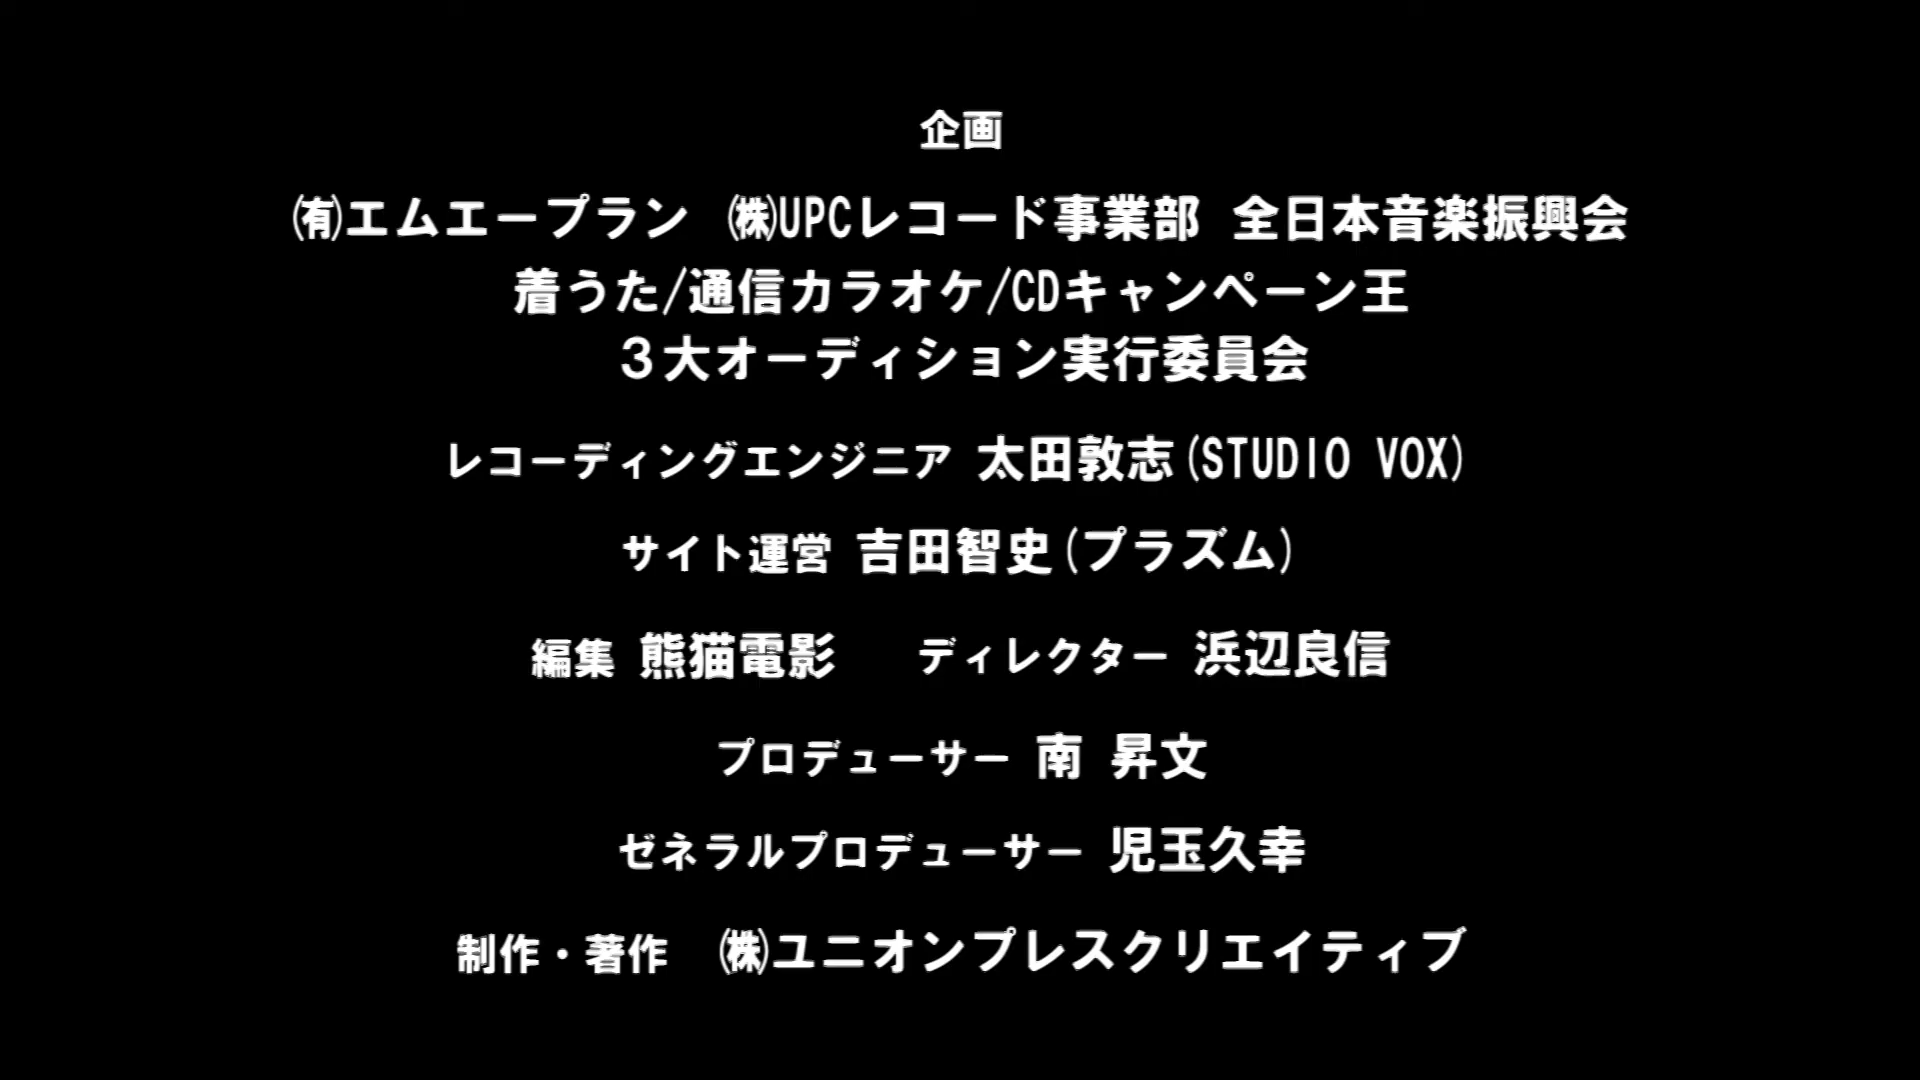 企画
㈲エムエープラン ㈱UPCレコード事業部 全日本音楽振興会
着うた/通信カラオケ/CDキャンペーン王
３大オーディション実行委員会
レコーディングエンジニア 太田敦志(STUDIO VOX)
サイト運営 吉田智史(プラズム)
編集 熊猫電影 ディレクター 浜辺良信
プロデューサー 南 昇文
ゼネラルプロデューサー 児玉久幸
制作・著作 ㈱ユニオンプレスクリエイティブ